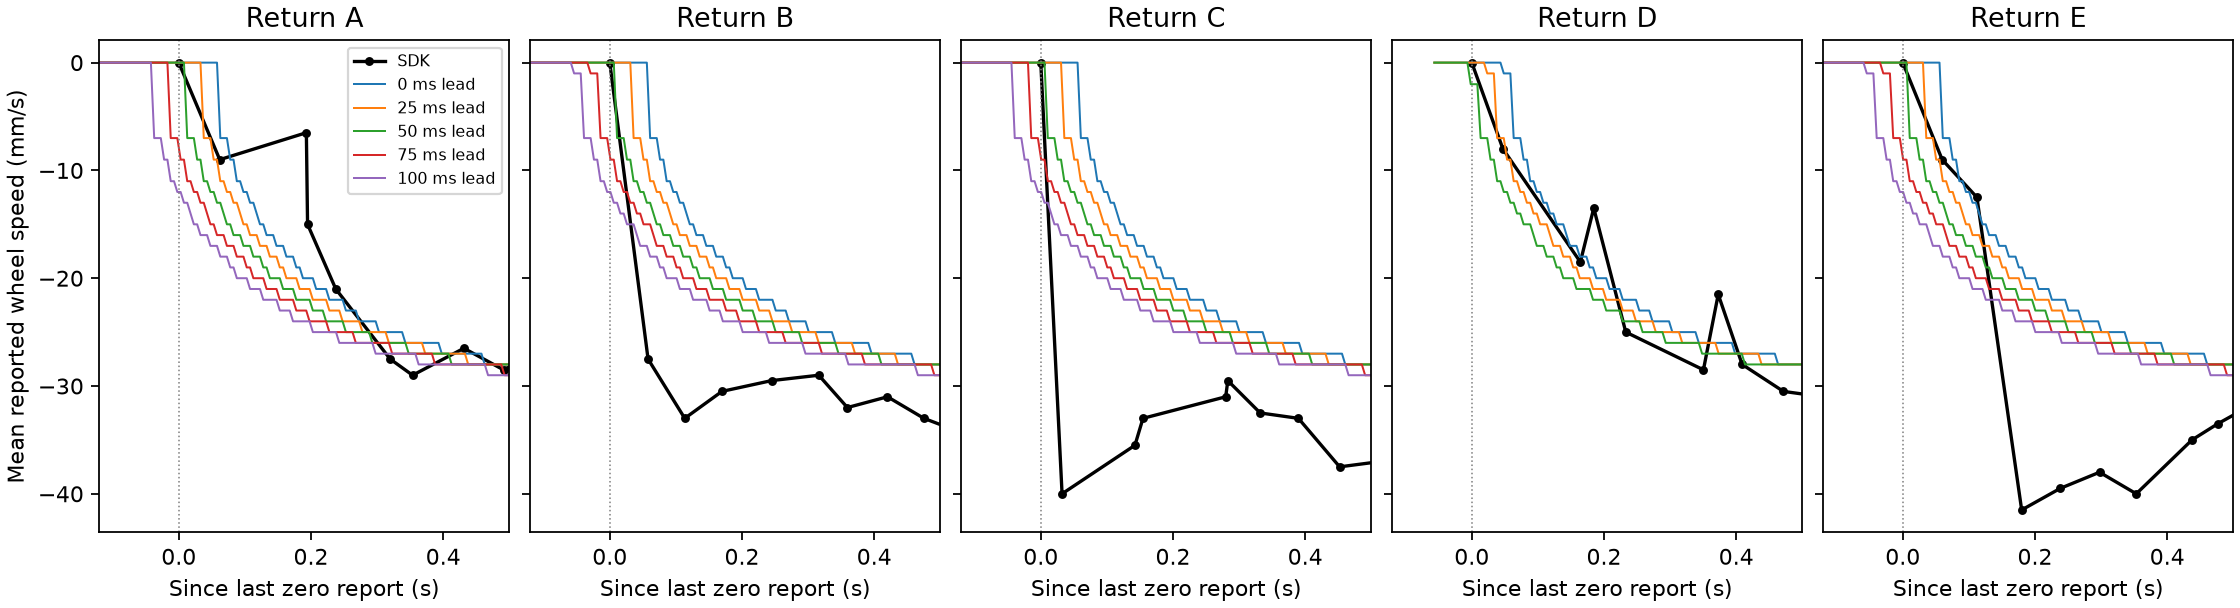 Return A
Return B
Return C
Return D
Return E
Mean reported wheel speed (mm/s)
0
−10
−20
−30
−40
SDK
0 ms lead
25 ms lead
50 ms lead
75 ms lead
100 ms lead
0.0 0.2 0.4
0.0 0.2 0.4
0.0 0.2 0.4
0.0 0.2 0.4
0.0 0.2 0.4
Since last zero report (s)
Since last zero report (s)
Since last zero report (s)
Since last zero report (s)
Since last zero report (s)